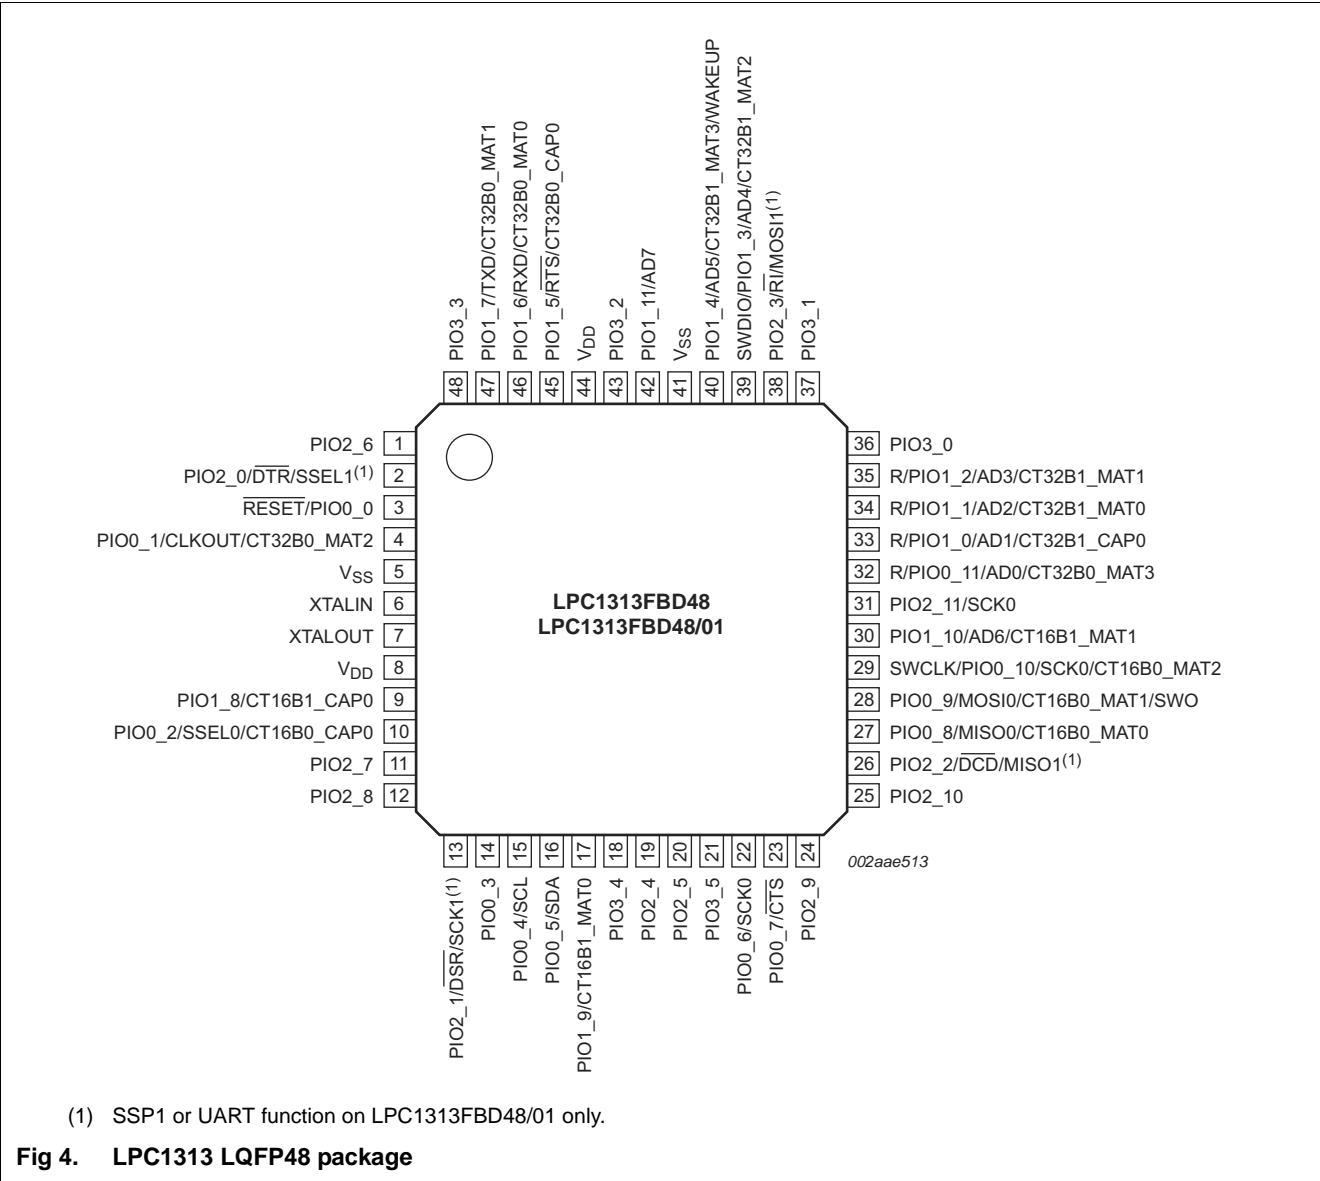 PIO3_3
PIO1_7/TXD/CT32B0_MAT1
PIO1_6/RXD/CT32B0_MAT0
PIO1_5/RTS/CT32B0_CAP0
VDD
PIO3_2
PIO1_11/AD7
VSS
PIO1_4/AD5/CT32B1_MAT3/WAKEUP
SWDIO/PIO1_3/AD4/CT32B1_MAT2
PIO2_3/RI/MOSI1(1)
PIO3_1
48 47 46 45 44 43 42 41 40 39 38 37
PIO2_6 1
PIO2_0/DTR/SSEL1(1) 2
RESET/PIO0_0 3
PIO0_1/CLKOUT/CT32B0_MAT2 4
VSS 5
XTALIN 6
XTALOUT 7
VDD 8
PIO1_8/CT16B1_CAP0 9
PIO0_2/SSEL0/CT16B0_CAP0 10
PIO2_7 11
PIO2_8 12
LPC1313FBD48
LPC1313FBD48/01
36 PIO3_0
35 R/PIO1_2/AD3/CT32B1_MAT1
34 R/PIO1_1/AD2/CT32B1_MAT0
33 R/PIO1_0/AD1/CT32B1_CAP0
32 R/PIO0_11/AD0/CT32B0_MAT3
31 PIO2_11/SCK0
30 PIO1_10/AD6/CT16B1_MAT1
29 SWCLK/PIO0_10/SCK0/CT16B0_MAT2
28 PIO0_9/MOSI0/CT16B0_MAT1/SWO
27 PIO0_8/MISO0/CT16B0_MAT0
26 PIO2_2/DCD/MISO1(1)
25 PIO2_10
13 14 15 16 17 18 19 20 21 22 23 24
PIO2_1/DSR/SCK1(1)
PIO0_3
PIO0_4/SCL
PIO0_5/SDA
PIO1_9/CT16B1_MAT0
PIO3_4
PIO2_4
PIO2_5
PIO3_5
PIO0_6/SCK0
PIO0_7/CTS
PIO2_9
002aae513
(1) SSP1 or UART function on LPC1313FBD48/01 only.
Fig 4. LPC1313 LQFP48 package